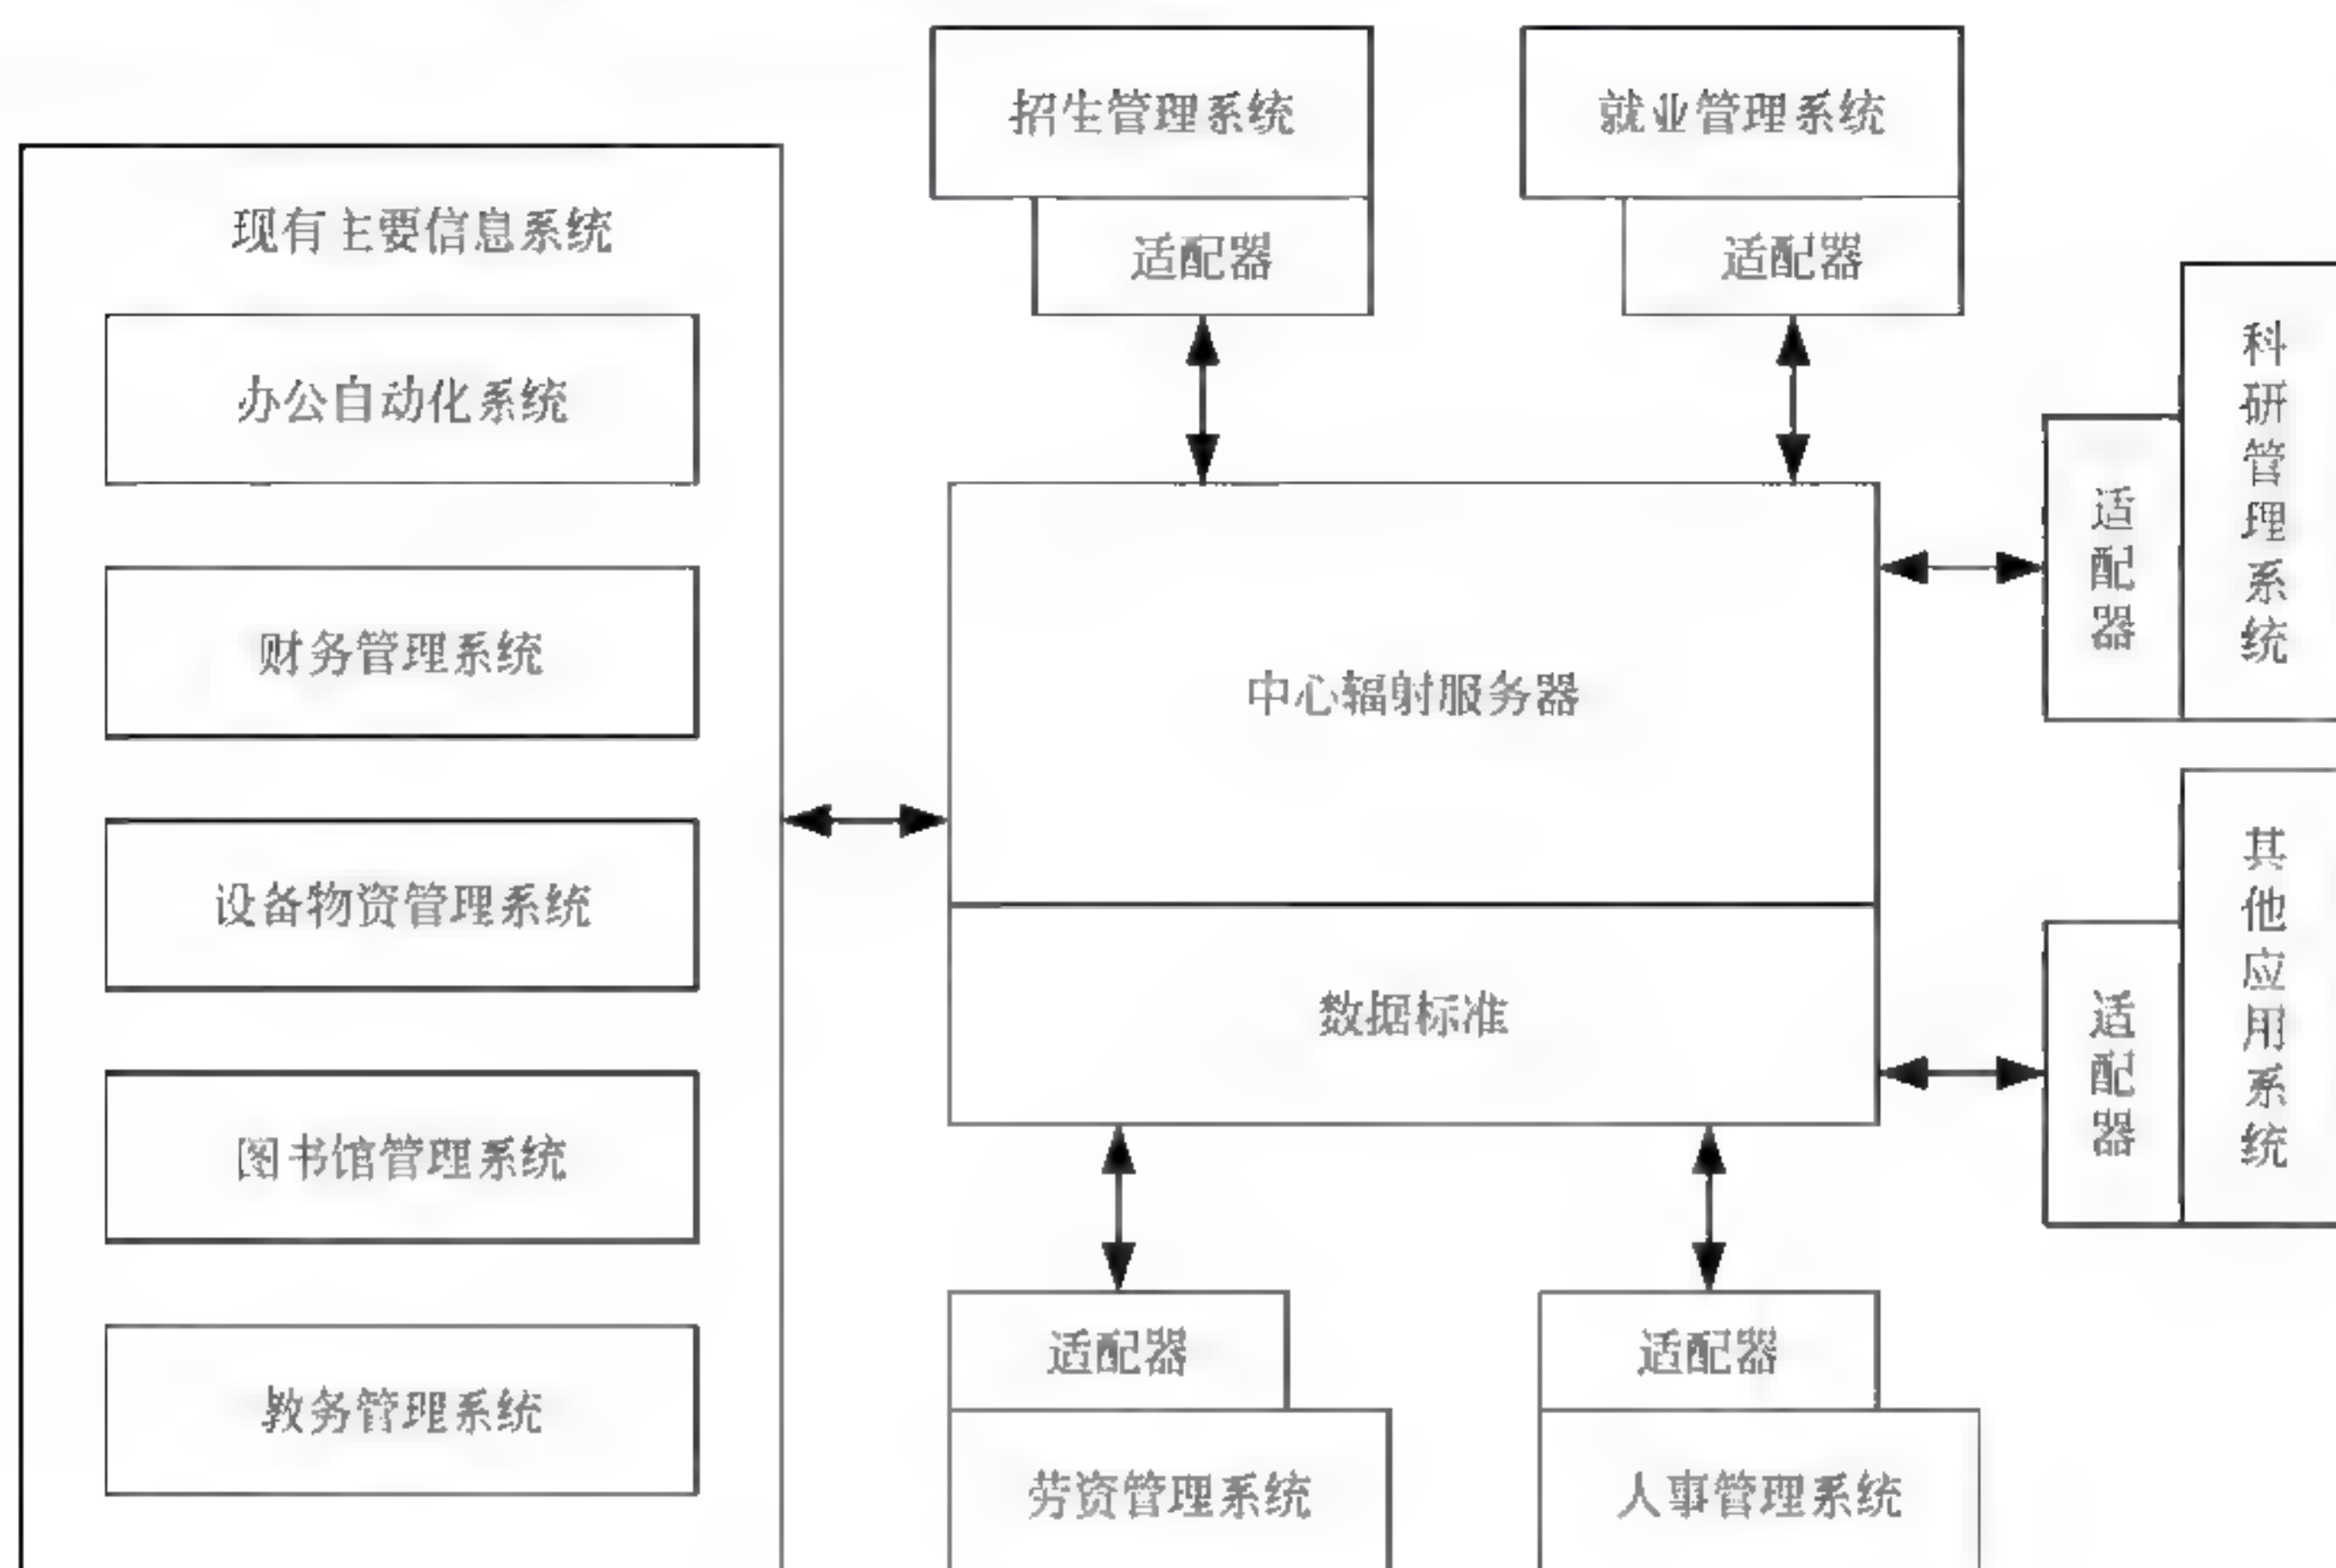 招生管理系统
就业管理系统
适配器
适配器
现有主要信息系统
办公自动化系统
财务管理系统
设备物资管理系统
图书馆管理系统
教务管理系统
中心辐射服务器
数据标准
适配器
科研管理系统
适配器
其他应用系统
适配器
适配器
劳资管理系统
人事管理系统